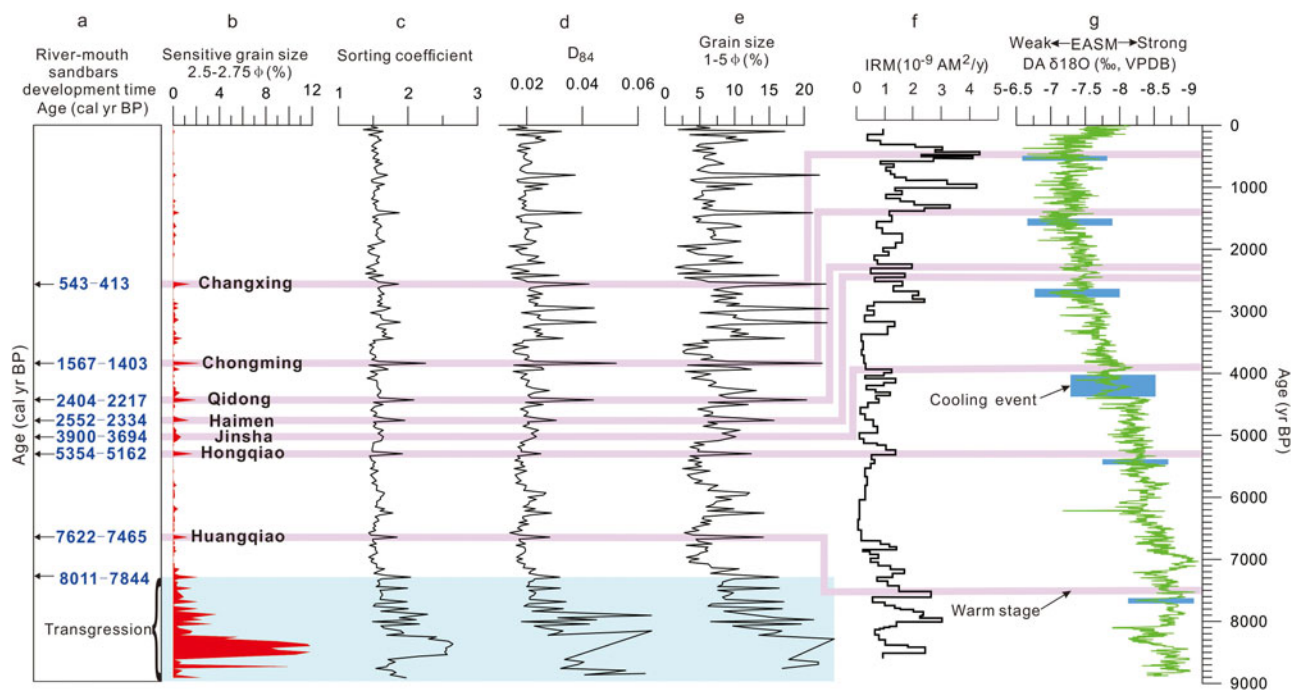 a b c d e f g
River-mouth
sandbars
development time
Age (cal yr BP)
Sensitive grain size
2.5-2.75 Φ (%)
0 2 4 6 8 10 12
Sorting coefficient
1 2 3
D84
0.02 0.04 0.06
Grain size
1-5 Φ (%)
0 5 10 15 20
IRM(10-9 AM2/y)
0 1 2 3 4 5
Weak EASM Strong
DA δ18O (‰, VPDB)
-6.5 -7 -7.5 -8 -8.5 -9
Age (cal yr BP)
543-413 Changxing
1567-1403 Chongming
2404-2217 Qidong
2552-2334 Haimen
3900-3694 Jinsha
5354-5162 Hongqiao
7622-7465 Huangqiao
8011-7844
Transgression
Cooling event
Warm stage
0
1000
2000
3000
4000
5000
6000
7000
8000
9000
Age (yr BP)